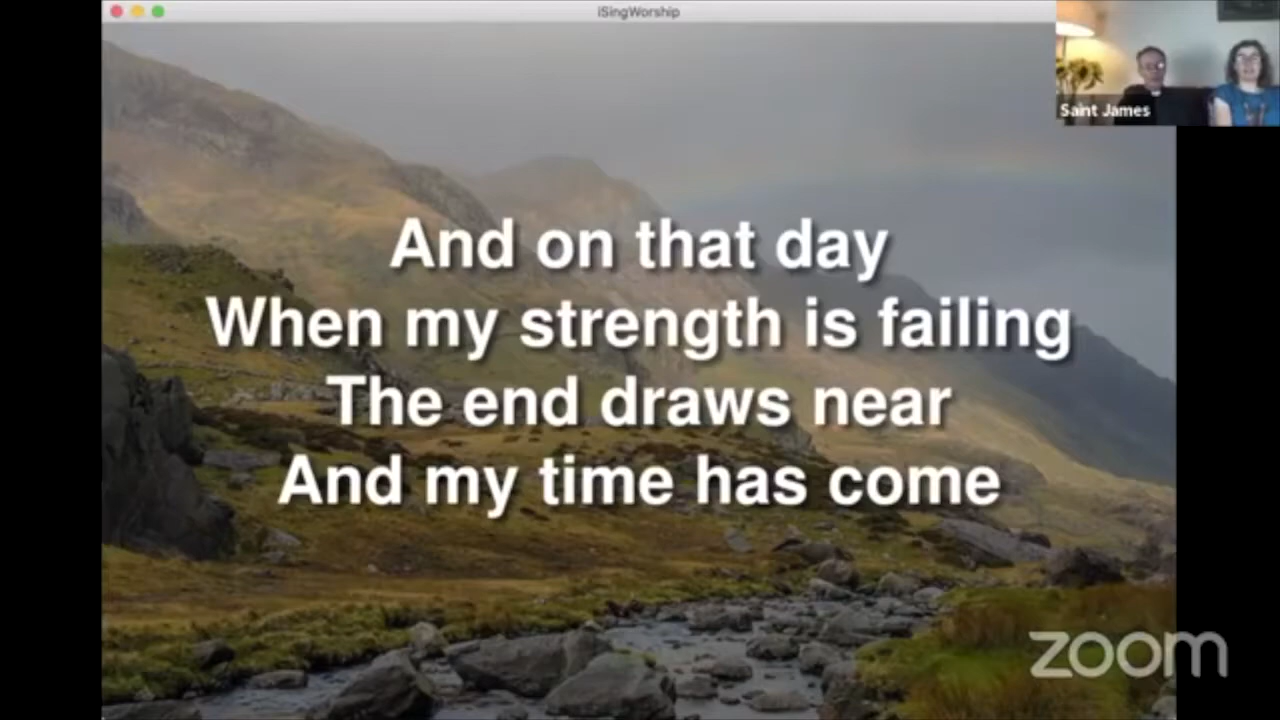 iSingWorship
Saint James
And on that day
When my strength is failing
The end draws near
And my time has come
zoom